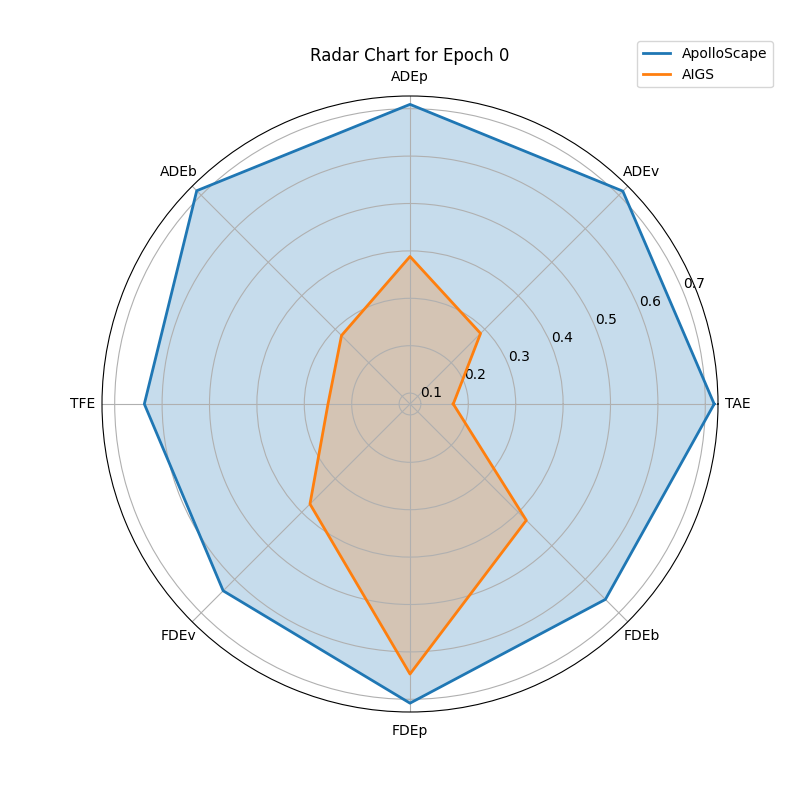 Radar Chart for Epoch 0
ApolloScape
AIGS
ADEp
ADEb
ADEv
0.7
0.6
0.5
0.4
0.3
0.2
0.1
TFE
TAE
FDEv
FDEb
FDEp